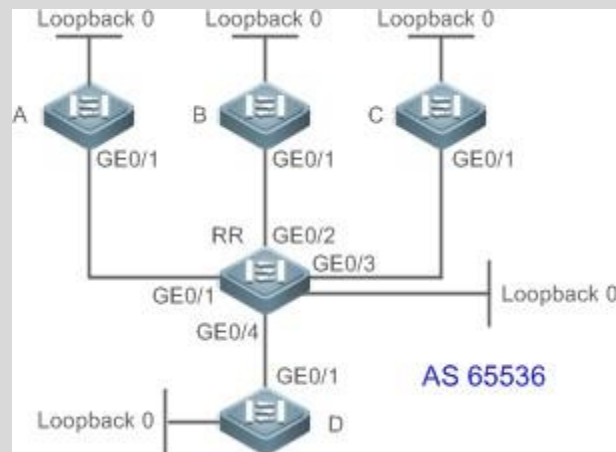 Loopback 0 Loopback 0 Loopback 0
A B C
GE0/1 GE0/1 GE0/1
RR GE0/2
GE0/3
GE0/1 Loopback 0
GE0/4
GE0/1 AS 65536
Loopback 0 D